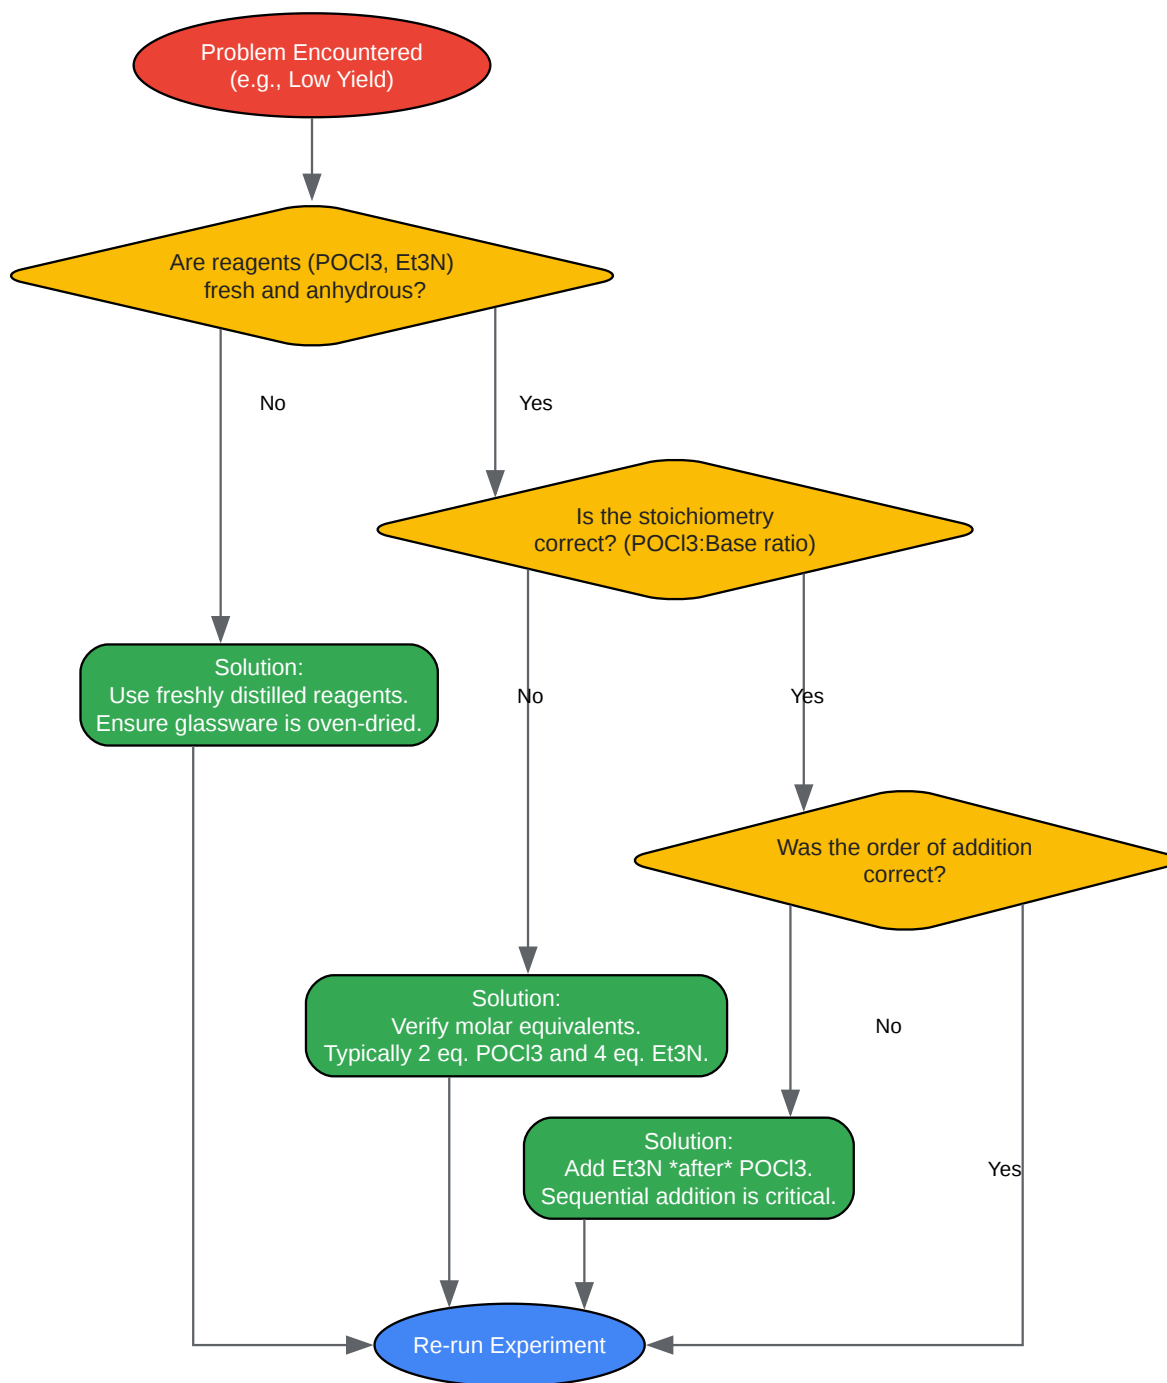 Problem Encountered
(e.g., Low Yield)
Are reagents (POCl3, Et3N)
fresh and anhydrous?
No
Yes
Is the stoichiometry
correct? (POCl3:Base ratio)
Solution:
Use freshly distilled reagents.
Ensure glassware is oven-dried.
No
Yes
Was the order of addition
correct?
Solution:
Verify molar equivalents.
Typically 2 eq. POCl3 and 4 eq. Et3N.
No
Solution:
Add Et3N *after* POCl3.
Sequential addition is critical.
Yes
Re-run Experiment